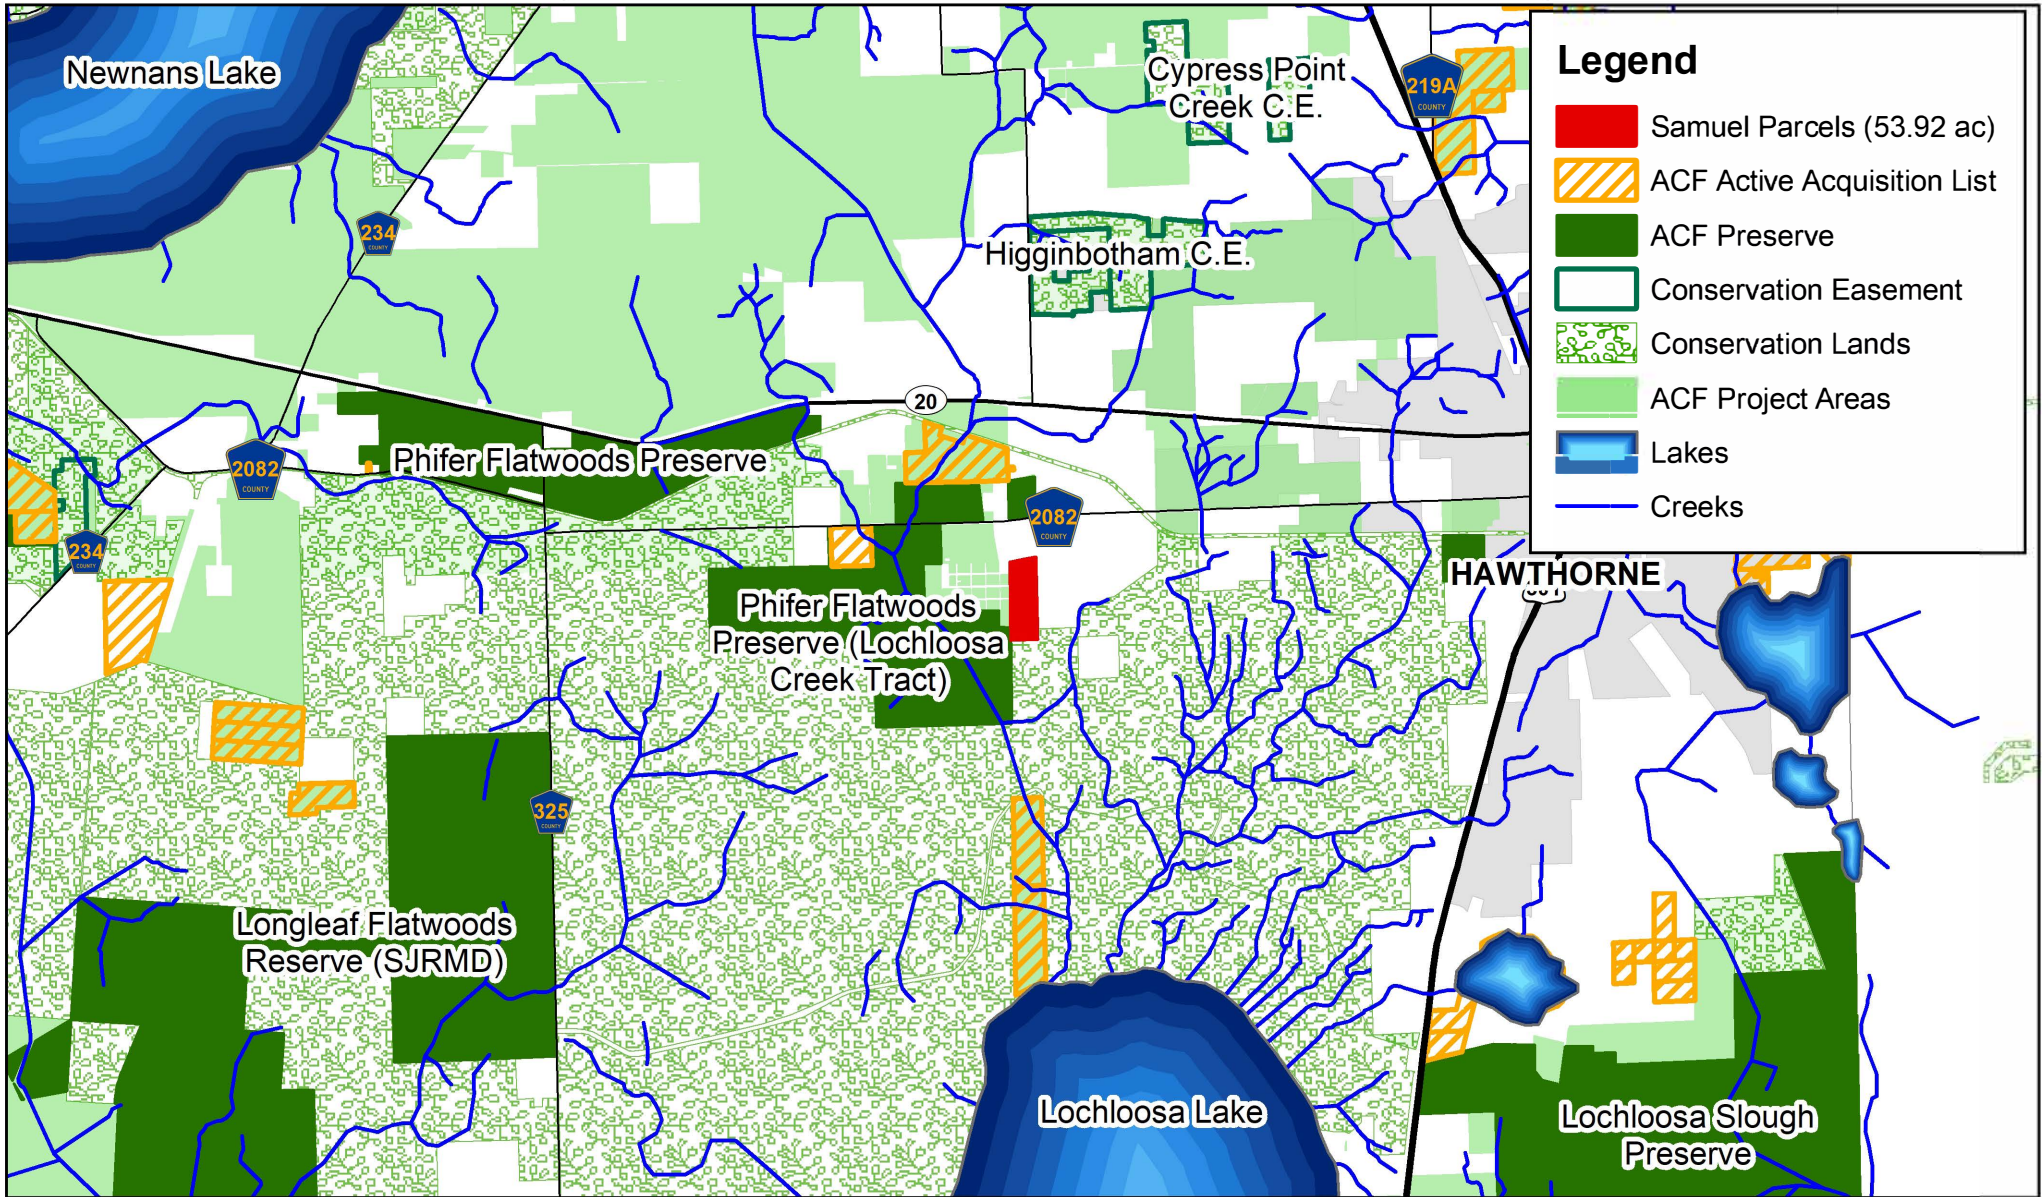 Newnans Lake
Cypress Point
Creek C.E.
219A
COUNTY
Legend
Samuel Parcels (53.92 ac)
ACF Active Acquisition List
ACF Preserve
Conservation Easement
Conservation Lands
ACF Project Areas
Lakes
Creeks
234
COUNTY
Higginbotham C.E.
20
2082
COUNTY
Phifer Flatwoods Preserve
2082
COUNTY
234
COUNTY
HAWTHORNE
Phifer Flatwoods
Preserve (Lochloosa
Creek Tract)
325
COUNTY
Longleaf Flatwoods
Reserve (SJRMD)
Lochloosa Lake
Lochloosa Slough
Preserve